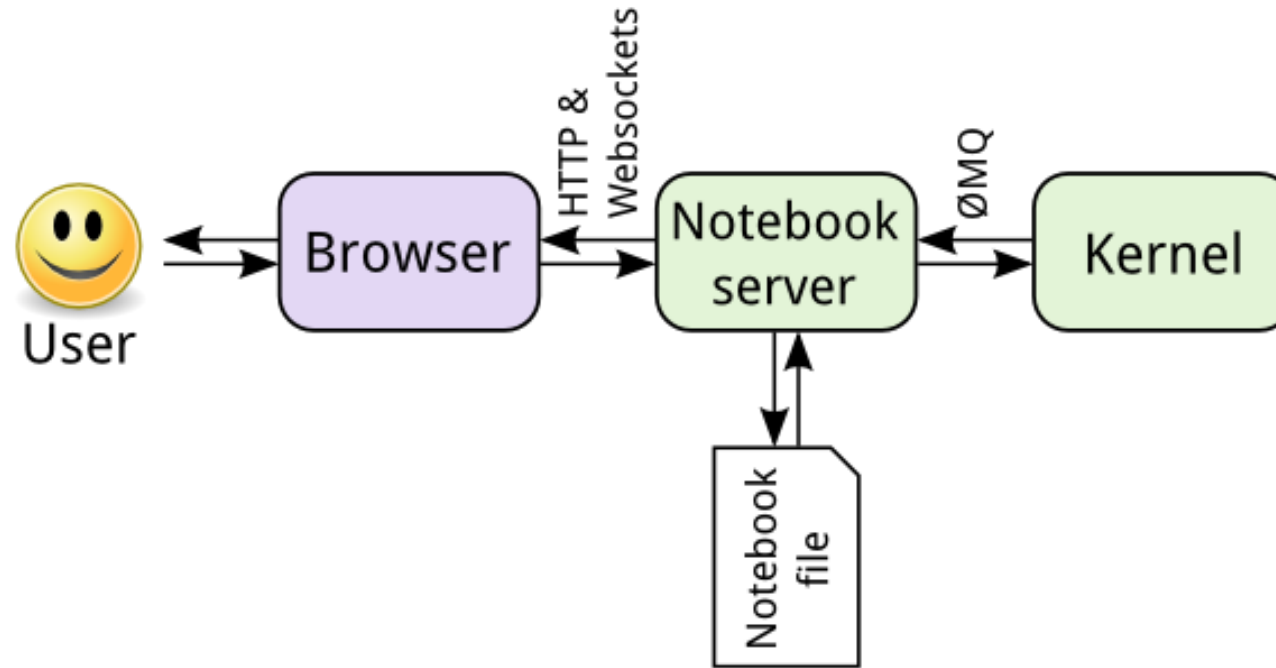 User
Browser
HTTP &
Websockets
Notebook
server
ØMQ
Kernel
Notebook
file